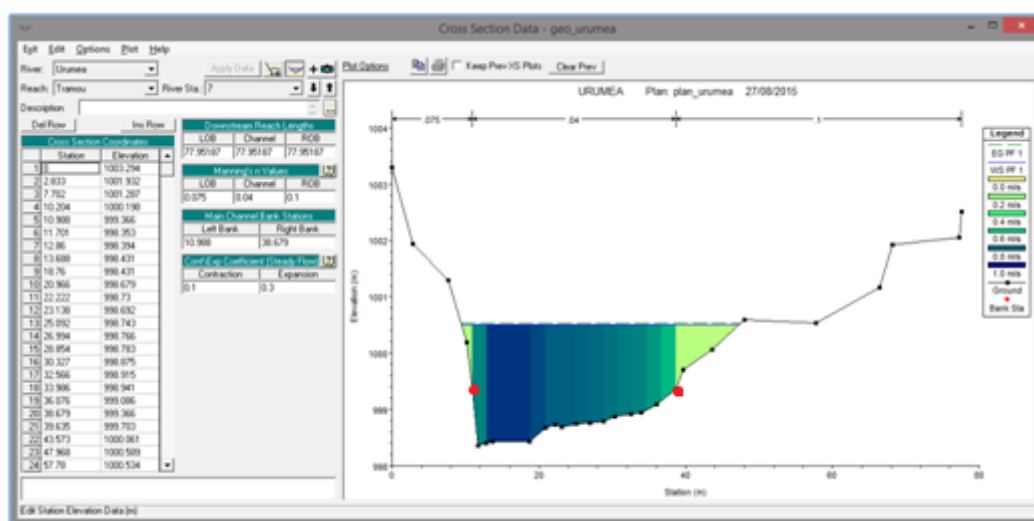 Cross Section Data - geo_urumea
Exit Edit Options Plot Help
River: Urumea
Apply Data
Plot Options
Keep Prev XS Plots
Clear Prev
Reach: Tramou
River Sta.: 7
Description
Del Row
Ins Row
Cross Section Coordinates
Station Elevation
1 0 1003.294
2 2.833 1001.932
3 7.702 1001.287
4 10.204 1000.198
5 10.988 999.366
6 11.701 998.353
7 12.86 998.394
8 13.688 998.431
9 18.76 998.431
10 20.966 998.679
11 22.222 998.73
12 23.138 998.692
13 25.092 998.743
14 26.994 998.766
15 28.854 998.783
16 30.327 998.875
17 32.566 998.915
18 33.986 998.941
19 36.076 999.086
20 38.679 999.366
21 39.635 999.703
22 43.573 1000.061
23 47.968 1000.589
24 57.78 1000.534
Downstream Reach Lengths
LOB Channel ROB
77.95187 77.95187 77.95187
Manning's n Values
LOB Channel ROB
0.075 0.04 0.1
Main Channel Bank Stations
Left Bank Right Bank
10.988 38.679
Cont\Exp Coefficient (Steady Flow)
Contraction Expansion
0.1 0.3
URUMEA Plan: plan_urumea 27/08/2015
.075 .04 .1
1004
1003
1002
1001
1000
999
998
Elevation (m)
0 20 40 60 80
Station (m)
Legend
EG PF 1
WS PF 1
0.0 m/s
0.2 m/s
0.4 m/s
0.6 m/s
0.8 m/s
1.0 m/s
Ground
Bank Sta
Edit Station Elevation Data (m)